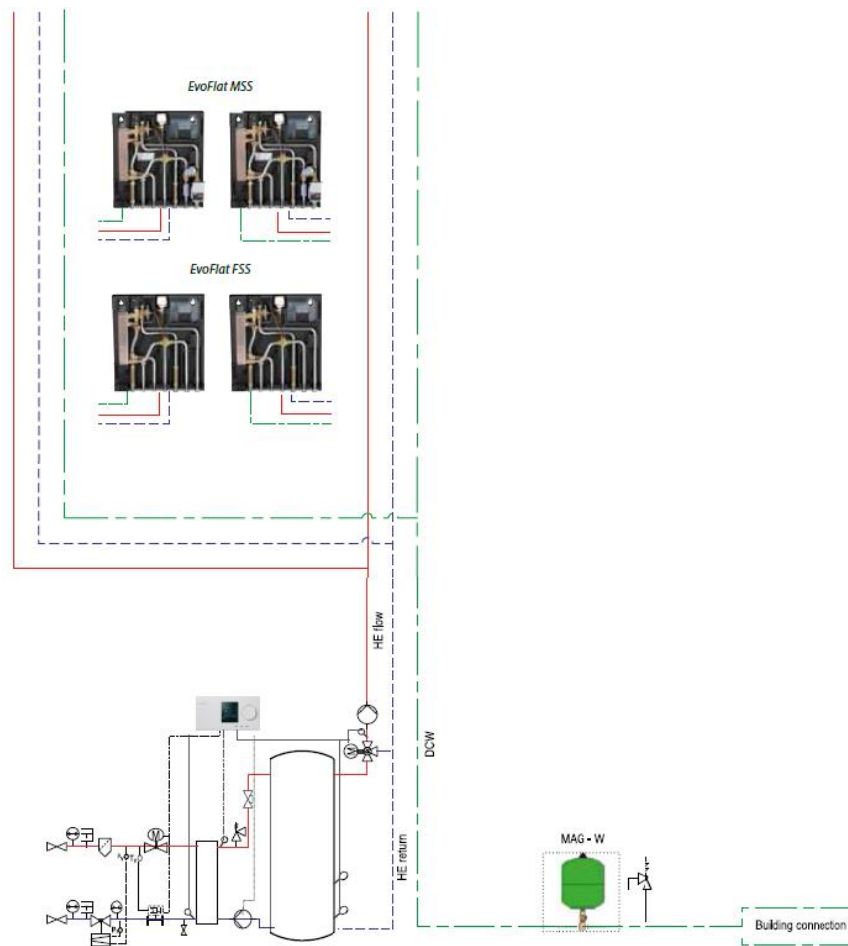 EvoFlat MSS
EvoFlat FSS
HE flow
DCW
HE return
M
M
MAG - W
Building connection